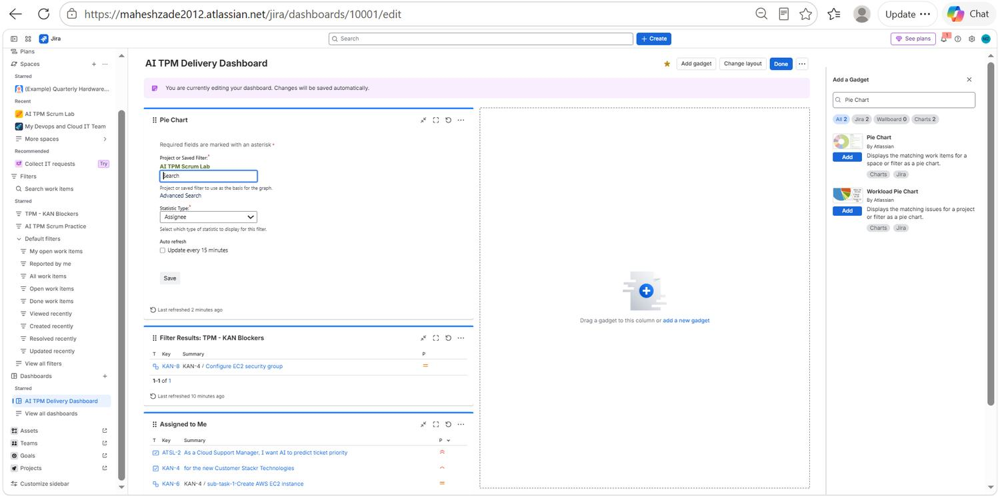 https://maheshzade2012.atlassian.net/jira/dashboards/10001/edit
Update
Chat
Jira
Search
+ Create
See plans
1
MZ
Plans
Spaces
Starred
(Example) Quarterly Hardware...
Recent
AI TPM Scrum Lab
My Devops and Cloud IT Team
More spaces
Recommended
Collect IT requests
Try
Filters
Search work items
Starred
TPM - KAN Blockers
AI TPM Scrum Practice
Default filters
My open work items
Reported by me
All work items
Open work items
Done work items
Viewed recently
Created recently
Resolved recently
Updated recently
View all filters
Dashboards
Starred
AI TPM Delivery Dashboard
View all dashboards
Assets
Teams
Goals
Projects
Customize sidebar
AI TPM Delivery Dashboard
Add gadget
Change layout
Done
You are currently editing your dashboard. Changes will be saved automatically.
Pie Chart
Required fields are marked with an asterisk *
Project or Saved Filter:*
AI TPM Scrum Lab
Search
Project or saved filter to use as the basis for the graph.
Advanced Search
Statistic Type:*
Assignee
Select which type of statistic to display for this filter.
Auto refresh
Update every 15 minutes
Save
Last refreshed 2 minutes ago
Filter Results: TPM - KAN Blockers
T Key Summary P
KAN-8 KAN-4 / Configure EC2 security group
1–1 of 1
Last refreshed 10 minutes ago
Assigned to Me
T Key Summary P
ATSL-2 As a Cloud Support Manager, I want AI to predict ticket priority
KAN-4 for the new Customer Stackr Technologies
KAN-6 KAN-4 / sub-task-1-Create AWS EC2 instance
Drag a gadget to this column or add a new gadget
Add a Gadget
Pie Chart
All 2
Jira 2
Wallboard 0
Charts 2
Pie Chart
By Atlassian
Add
Displays the matching work items for a
space or filter as a pie chart.
Charts
Jira
Workload Pie Chart
By Atlassian
Add
Displays the matching issues for a project
or filter as a pie chart.
Charts
Jira